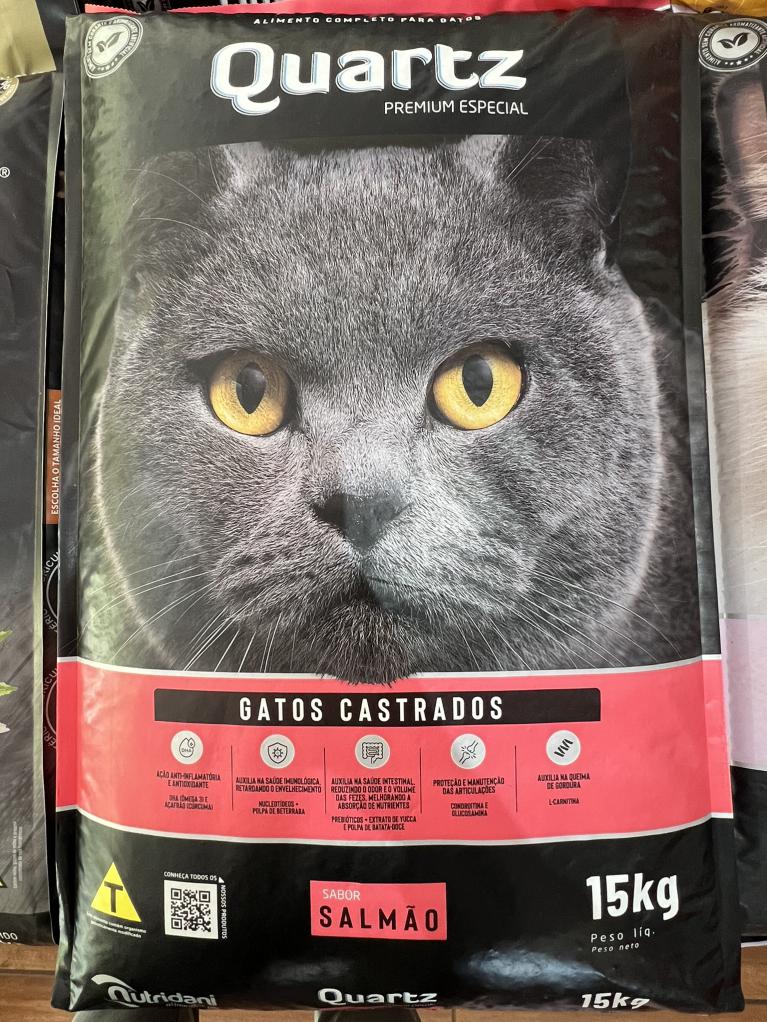 ALIMENTO COMPLETO PARA GATOS
Quartz
PREMIUM ESPECIAL
®
ESCOLHA O TAMANHO IDEAL
GATOS CASTRADOS
DHA
AÇÃO ANTI-INFLAMATÓRIA
E ANTIOXIDANTE
DHA (ÔMEGA 3) E
AÇAFRÃO (CÚRCUMA)
AUXILIA NA SAÚDE IMUNOLÓGICA,
RETARDANDO O ENVELHECIMENTO
NUCLEOTÍDEOS +
POLPA DE BETERRABA
AUXILIA NA SAÚDE INTESTINAL,
REDUZINDO O ODOR E O VOLUME
DAS FEZES, MELHORANDO A
ABSORÇÃO DE NUTRIENTES
PREBIÓTICOS + EXTRATO DE YUCCA
E POLPA DE BATATA-DOCE
PROTEÇÃO E MANUTENÇÃO
DAS ARTICULAÇÕES
CONDROITINA E
GLUCOSAMINA
AUXILIA NA QUEIMA
DE GORDURA
L-CARNITINA
T
CONHEÇA TODOS OS
NOSSOS PRODUTOS
SABOR
SALMÃO
15kg
Peso líq.
Peso neto
Nutridani
alimentos
Quartz
15kg
100